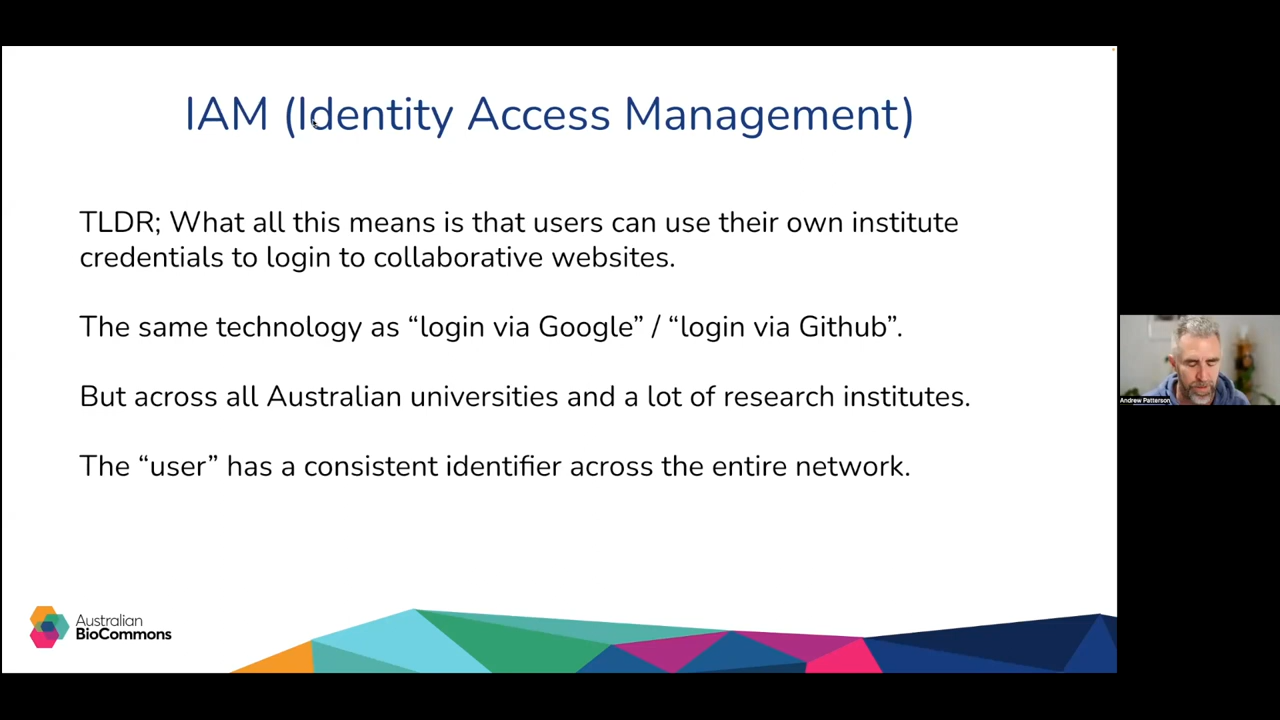 IAM (Identity Access Management)
TLDR; What all this means is that users can use their own institute
credentials to login to collaborative websites.
The same technology as “login via Google” / “login via Github”.
But across all Australian universities and a lot of research institutes.
The “user” has a consistent identifier across the entire network.
Australian
BioCommons
Andrew Patterson